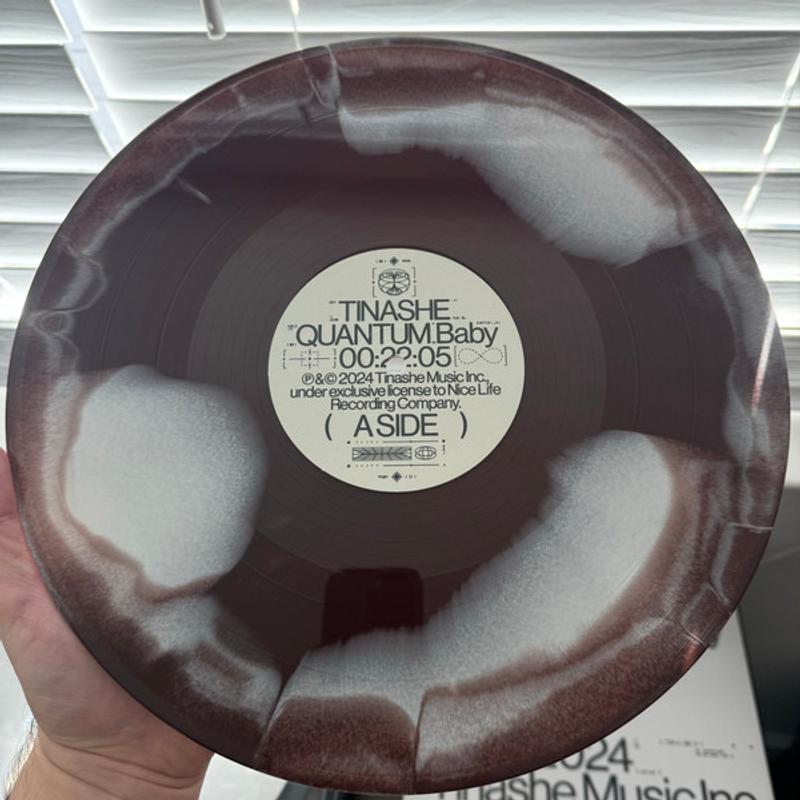 TINASHE
QUANTUM Baby
00:22:05
℗&© 2024 Tinashe Music Inc.,
under exclusive license to Nice Life
Recording Company.
( A SIDE )
2024
Tinashe Music Inc